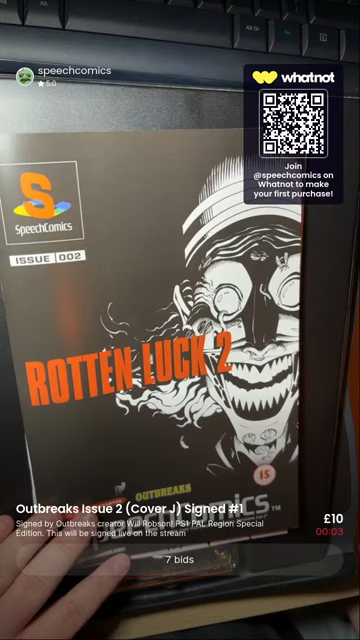 speechcomics
★ 5.0
whatnot
Join
@speechcomics on
Whatnot to make
your first purchase!
S
SpeechComics
ISSUE 002
ROTTEN LUCK 2
15
OUTBREAKS
SPEECHCOMICS™
Outbreaks Issue 2 (Cover J) Signed #1
Signed by Outbreaks creator Will Robson! PS1 PAL Region Special
Edition. This will be signed live on the stream
£10
00:03
7 bids